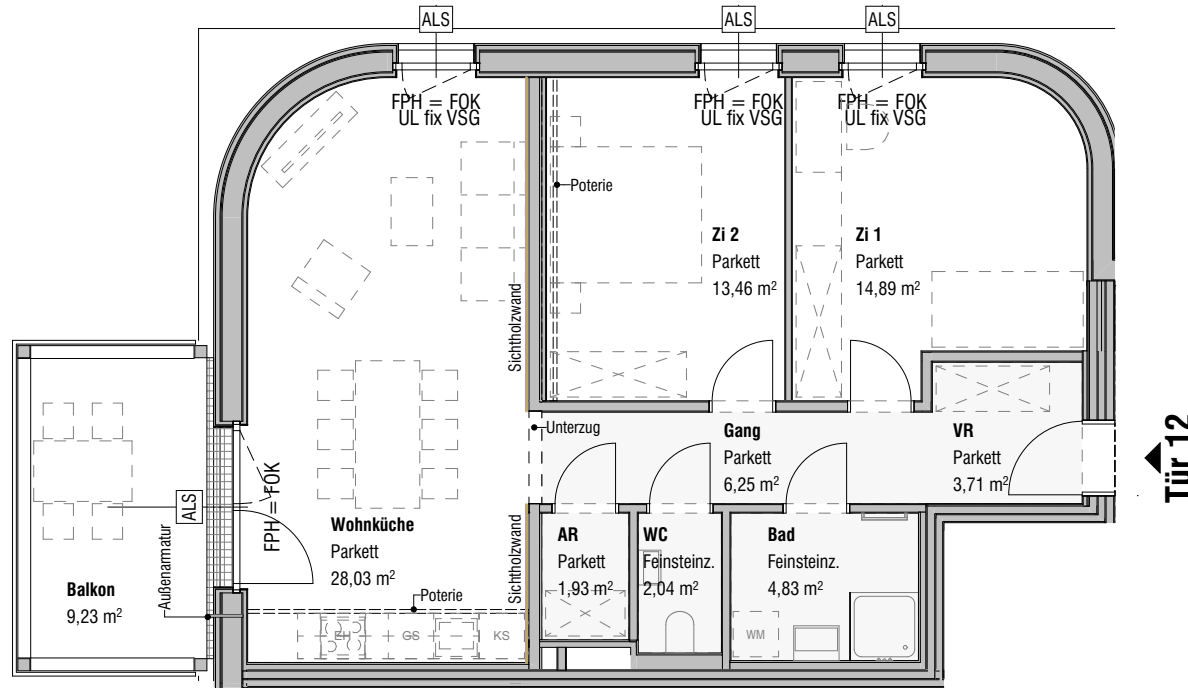 ALS
ALS
ALS
FPH = FOK
UL fix VSG
FPH = FOK
UL fix VSG
FPH = FOK
UL fix VSG
Poterie
Zi 2
Parkett
13,46 m²
Zi 1
Parkett
14,89 m²
Sichtholzwand
Unterzug
Gang
Parkett
6,25 m²
VR
Parkett
3,71 m²
Tür 12
ALS
FPH = FOK
Wohnküche
Parkett
28,03 m²
Sichtholzwand
AR
Parkett
1,93 m²
WC
Feinsteinz.
2,04 m²
Bad
Feinsteinz.
4,83 m²
Balkon
9,23 m²
Außenarmatur
Poterie
EH
GS
KS
WM